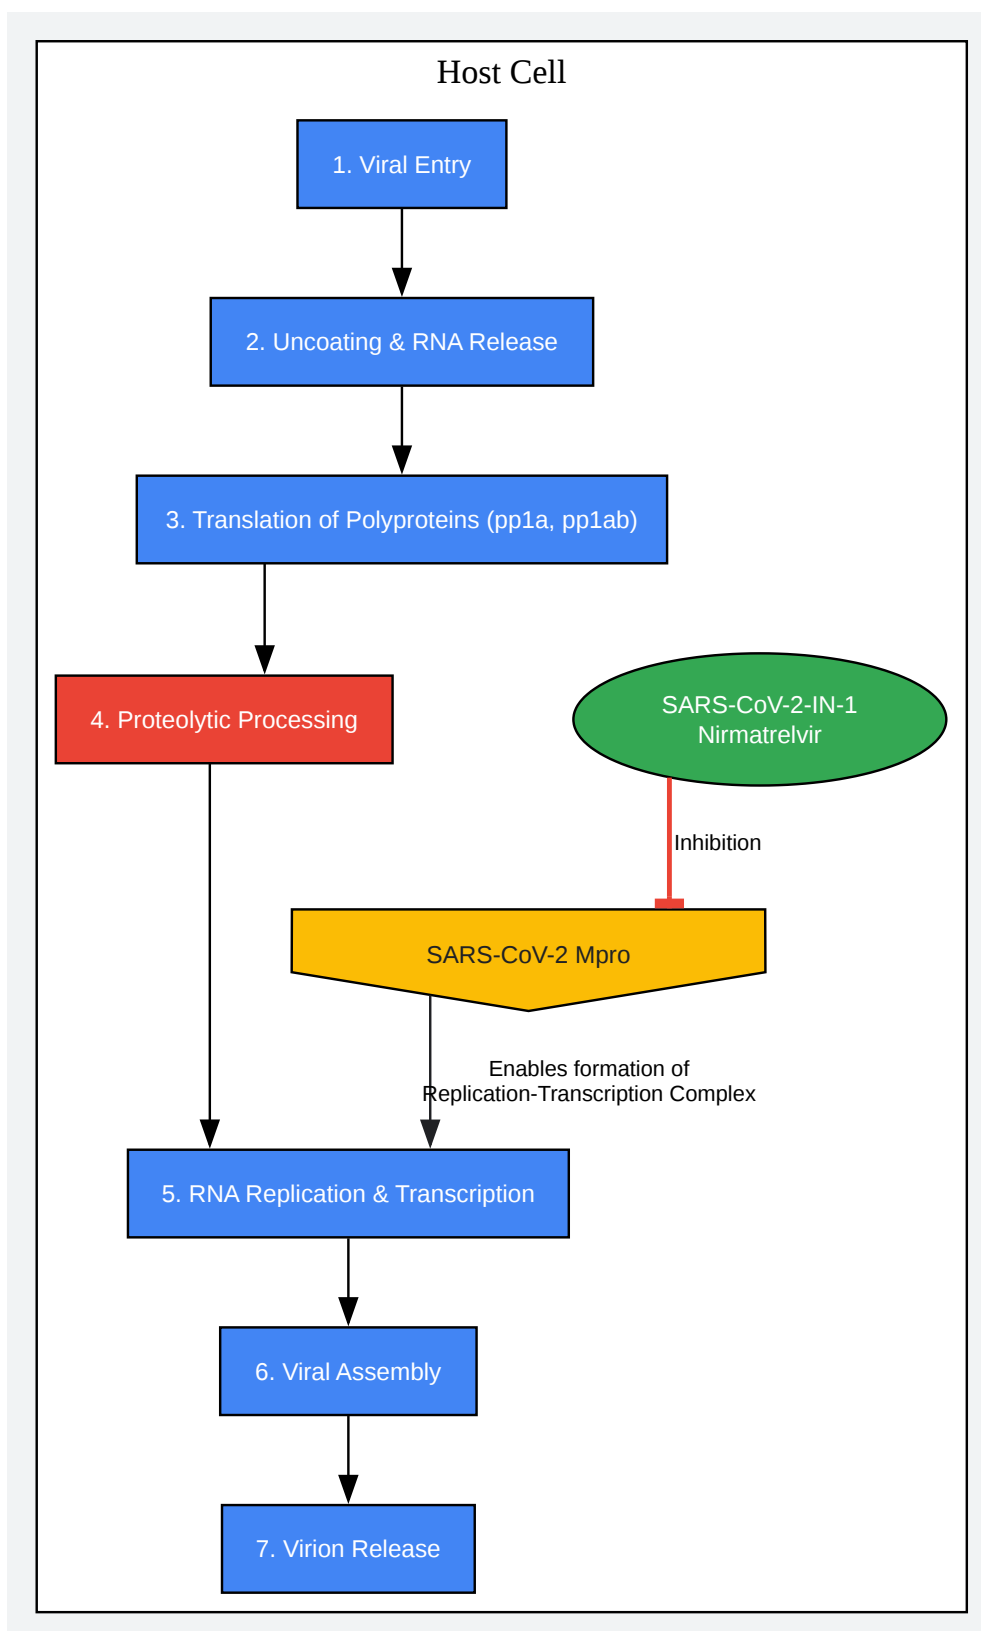 Host Cell
1. Viral Entry
2. Uncoating & RNA Release
3. Translation of Polyproteins (pp1a, pp1ab)
4. Proteolytic Processing
SARS-CoV-2-IN-1
Nirmatrelvir
Inhibition
SARS-CoV-2 Mpro
Enables formation of
Replication-Transcription Complex
5. RNA Replication & Transcription
6. Viral Assembly
7. Virion Release